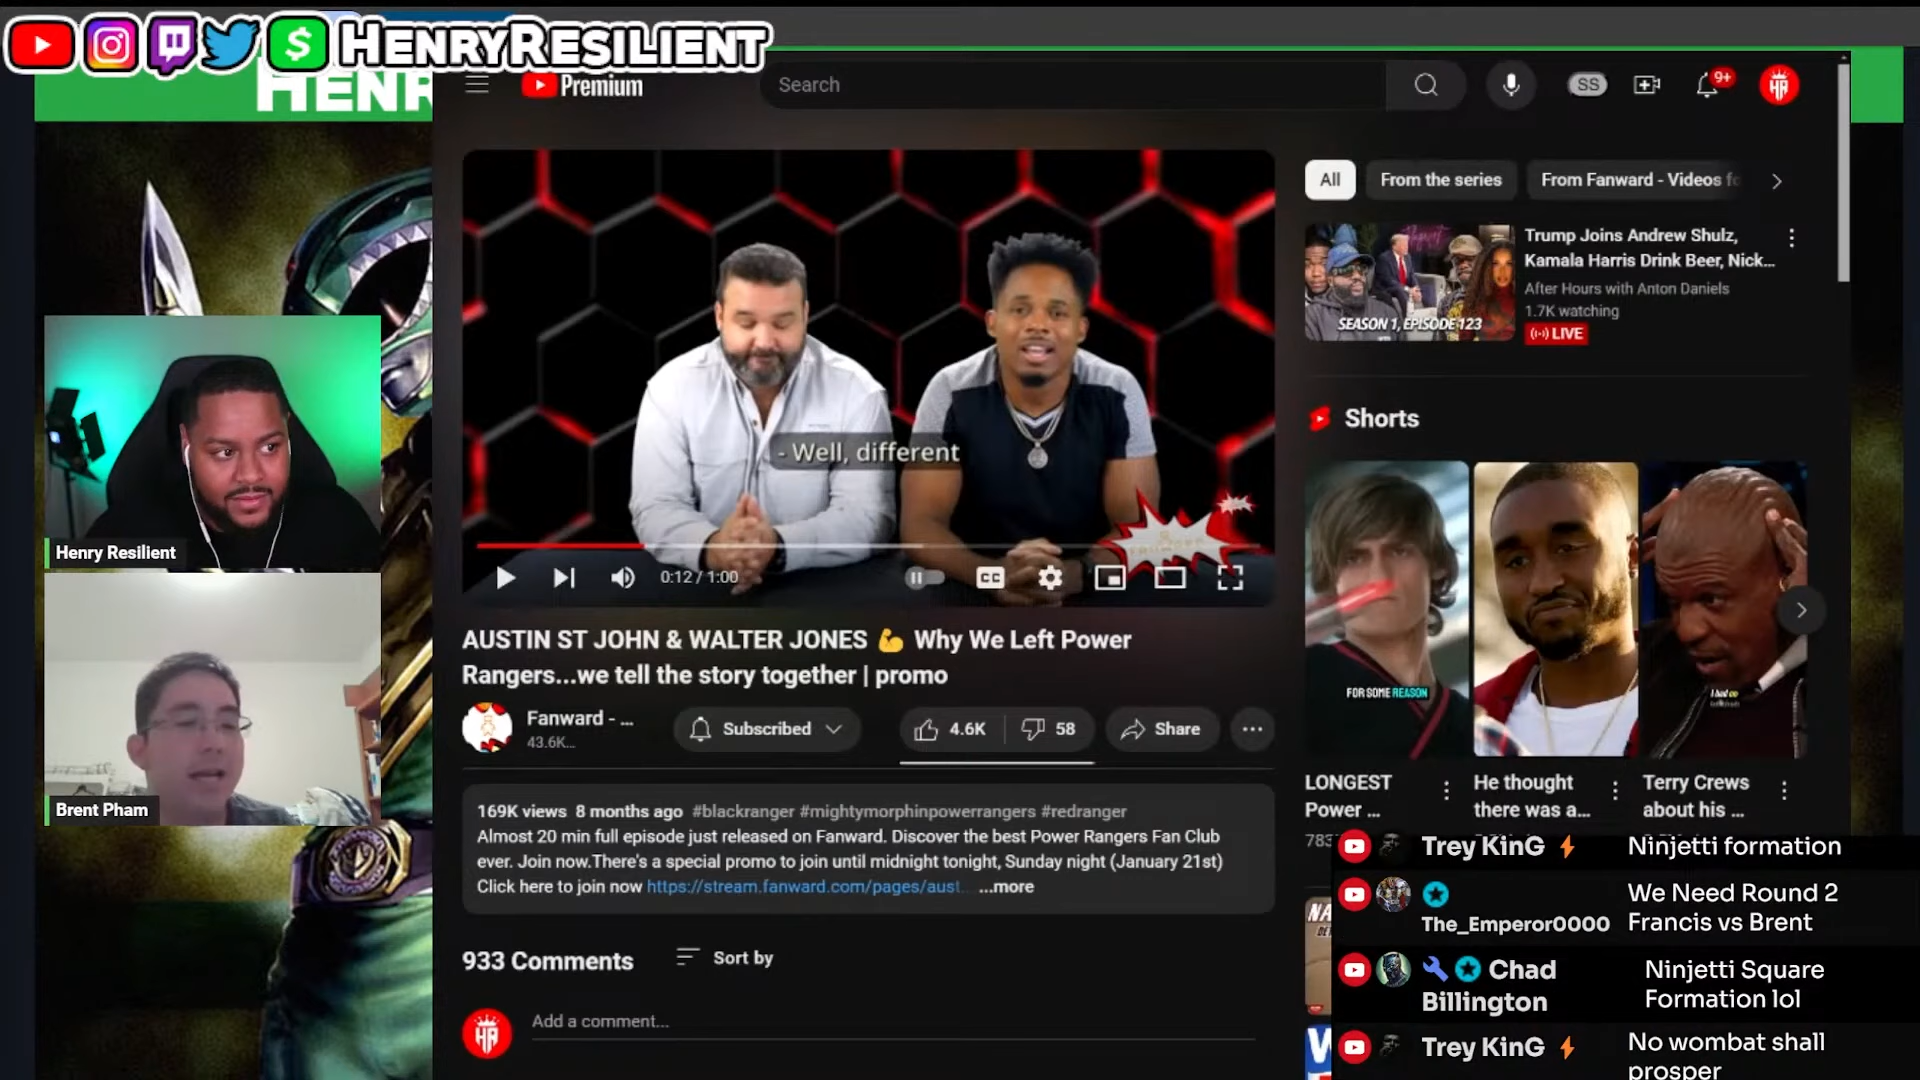 HENRYRESILIENT
HENR
Premium
Search
SS
9+
HR
All
From the series
From Fanward - Videos
Trump Joins Andrew Shulz,
Kamala Harris Drink Beer, Nick...
After Hours with Anton Daniels
1.7K watching
LIVE
SEASON 1, EPISODE 123
- Well, different
Shorts
0:12 / 1:00
CC
Henry Resilient
FOR SOME REASON
AUSTIN ST JOHN & WALTER JONES 💪 Why We Left Power
Rangers...we tell the story together | promo
Fanward - ...
43.6K...
Subscribed
4.6K
58
Share
LONGEST
Power ...
He thought
there was a...
Terry Crews
about his ...
Brent Pham
169K views 8 months ago #blackranger #mightymorphinpowerrangers #redranger
Almost 20 min full episode just released on Fanward. Discover the best Power Rangers Fan Club
ever. Join now.There's a special promo to join until midnight tonight, Sunday night (January 21st)
Click here to join now https://stream.fanward.com/pages/aust... ...more
Trey KinG ⚡ Ninjetti formation
The_Emperor0000 We Need Round 2
Francis vs Brent
Chad Billington Ninjetti Square
Formation lol
Trey KinG ⚡ No wombat shall
prosper
933 Comments
Sort by
HR
Add a comment...